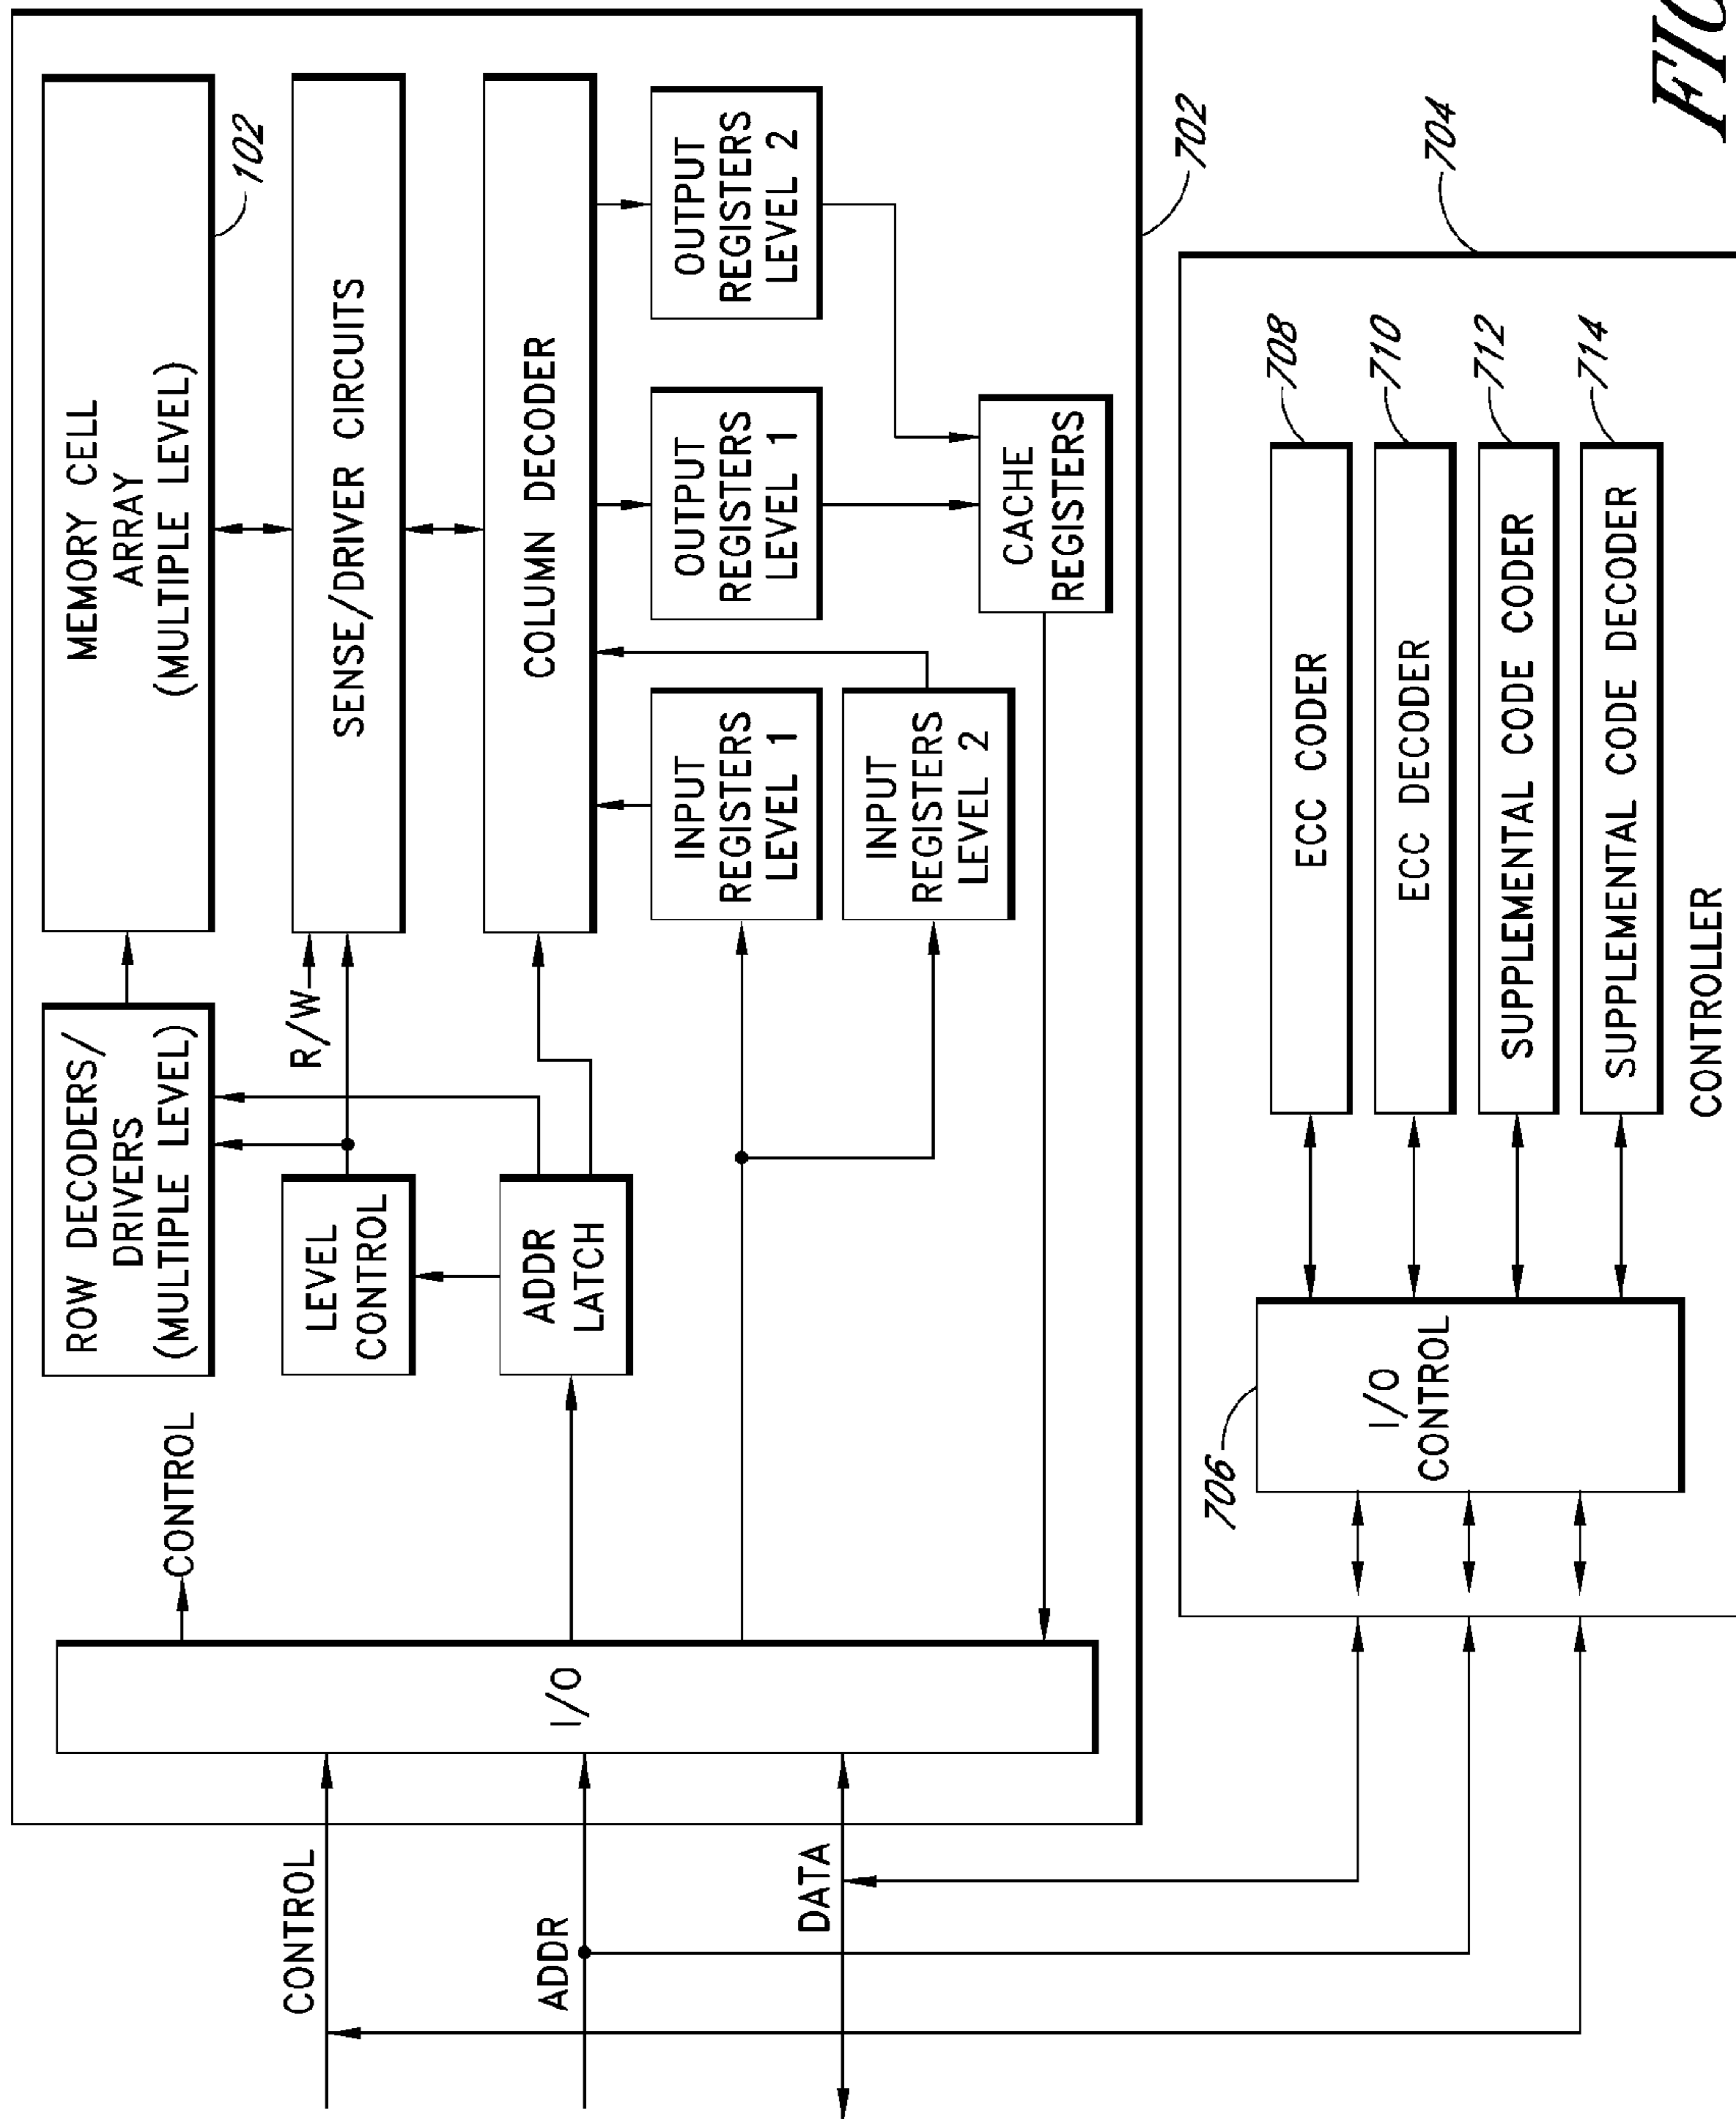 MEMORY CELL
ARRAY
(MULTIPLE LEVEL)
102
ROW DECODERS/
DRIVERS
(MULTIPLE LEVEL)
CONTROL
R/W
SENSE/DRIVER CIRCUITS
LEVEL
CONTROL
ADDR
LATCH
COLUMN DECODER
I/O
CONTROL
ADDR
DATA
INPUT
REGISTERS
LEVEL 1
INPUT
REGISTERS
LEVEL 2
OUTPUT
REGISTERS
LEVEL 1
OUTPUT
REGISTERS
LEVEL 2
CACHE
REGISTERS
702
704
706
I/O
CONTROL
ECC CODER
708
ECC DECODER
710
SUPPLEMENTAL CODE CODER
712
SUPPLEMENTAL CODE DECODER
714
CONTROLLER